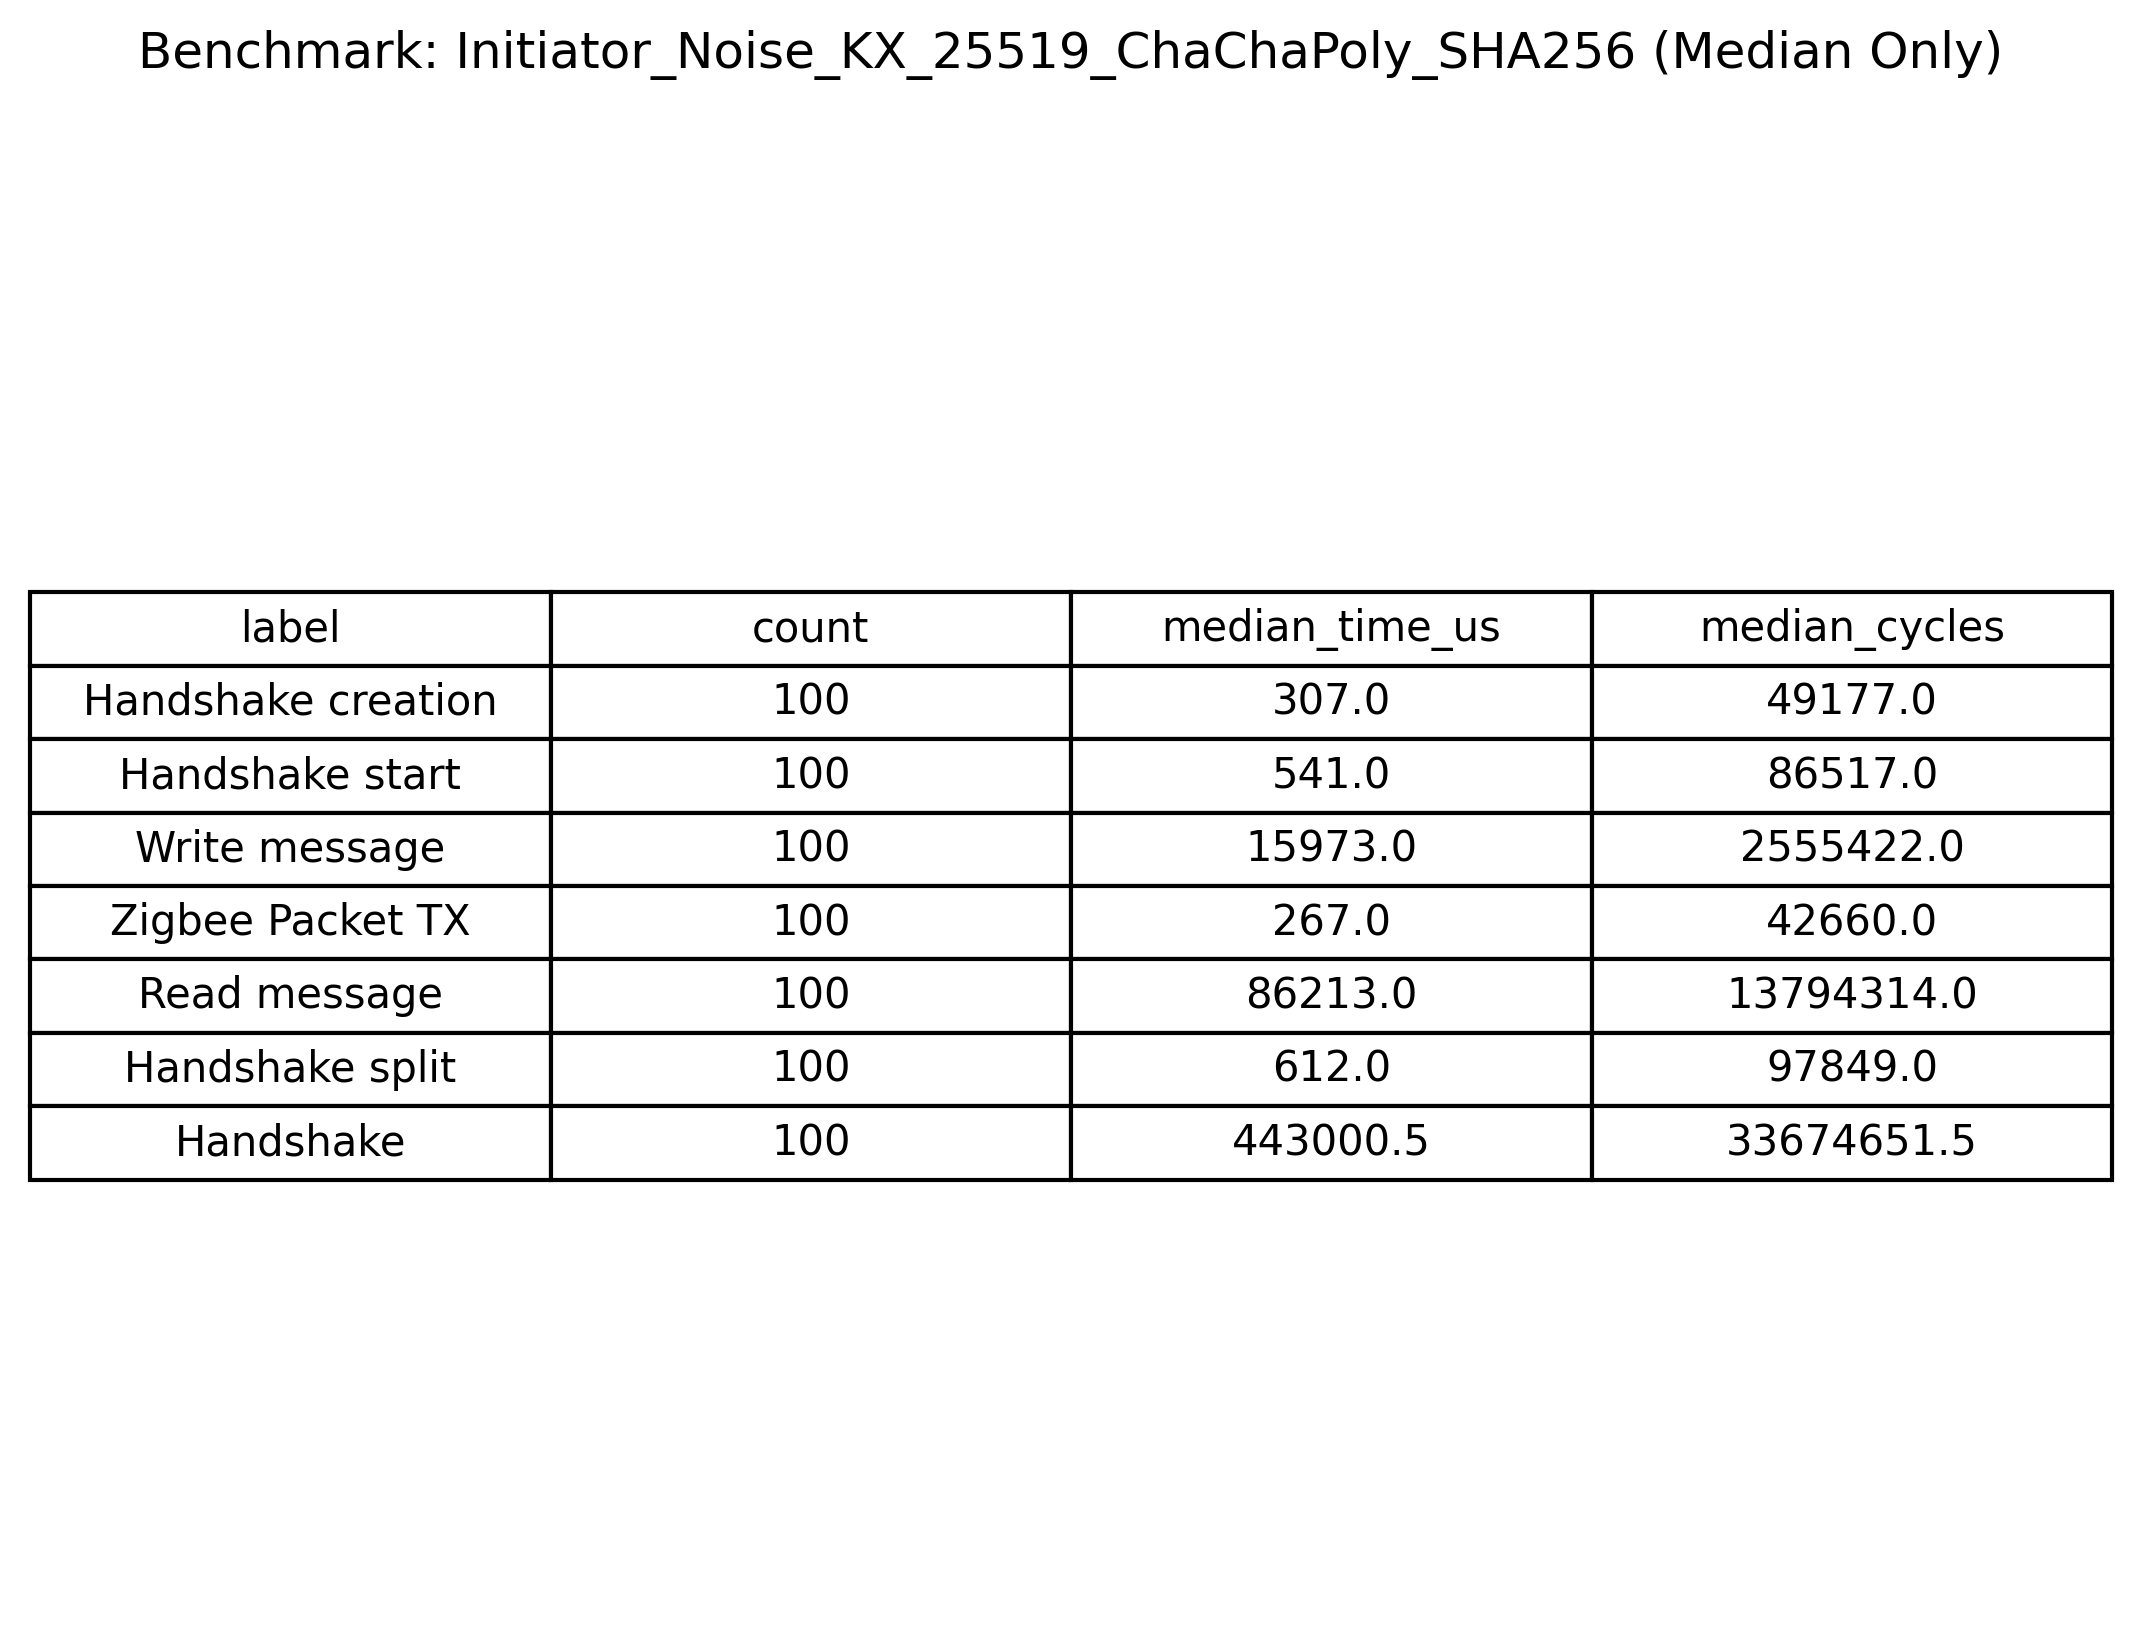 Benchmark: Initiator_Noise_KX_25519_ChaChaPoly_SHA256 (Median Only)
label count median_time_us median_cycles
Handshake creation 100 307.0 49177.0
Handshake start 100 541.0 86517.0
Write message 100 15973.0 2555422.0
Zigbee Packet TX 100 267.0 42660.0
Read message 100 86213.0 13794314.0
Handshake split 100 612.0 97849.0
Handshake 100 443000.5 33674651.5